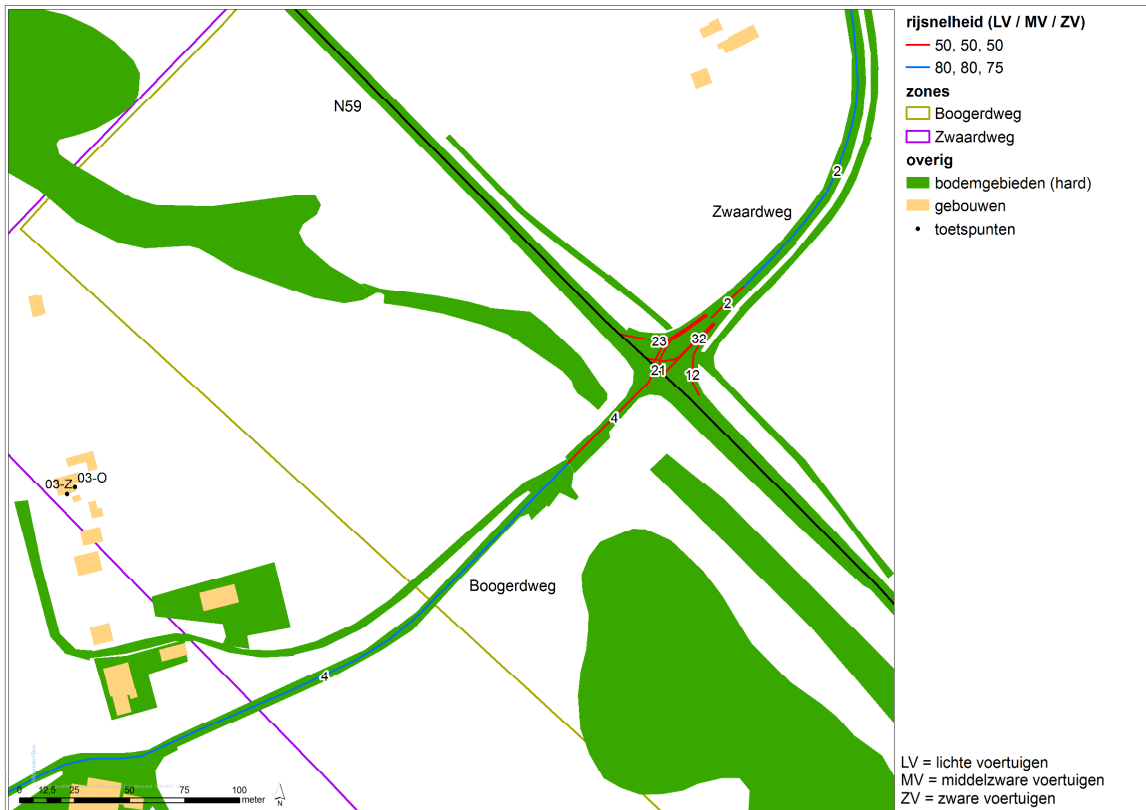 rijsnelheid (LV / MV / ZV)
50, 50, 50
80, 80, 75
zones
Boogerdweg
Zwaardweg
overig
bodemgebieden (hard)
gebouwen
toetspunten
N59
2
Zwaardweg
2
23
32
21
12
4
03-Z
03-O
Boogerdweg
4
0 12,5 25 50 75 100
meter
N
LV = lichte voertuigen
MV = middelzware voertuigen
ZV = zware voertuigen